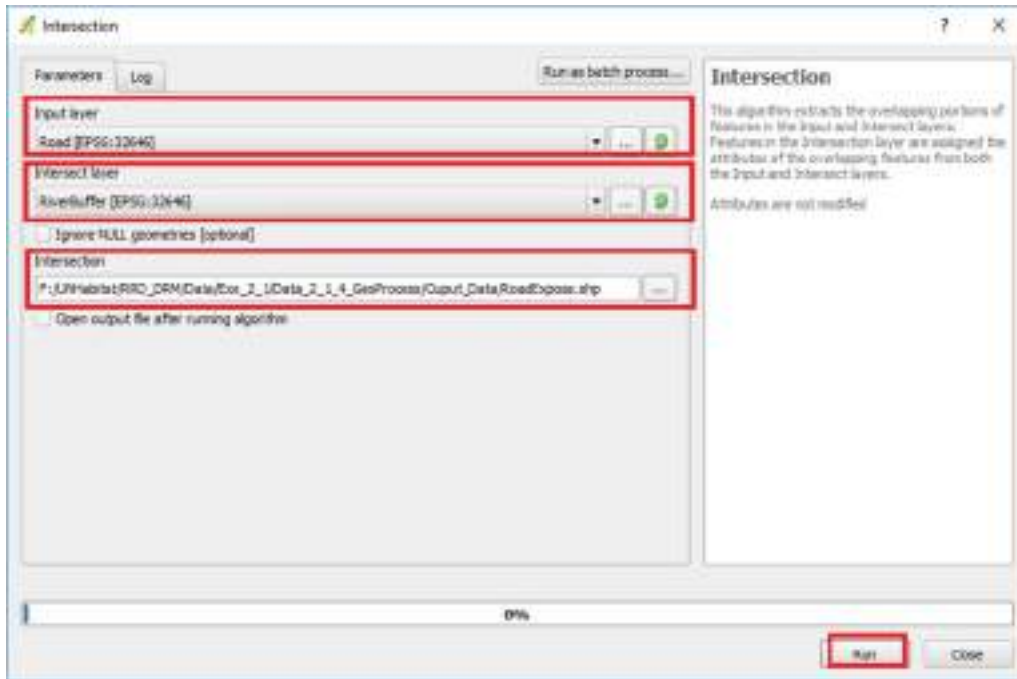 Intersection
? ×
Parameters Log Run as batch process...
Input layer
Road [EPSG:32646]
Intersect layer
RiverBuffer [EPSG:32646]
Ignore NULL geometries [optional]
Intersection
F:/UNHabitat/RRD_DRM/Data/Exe_2_1/Data_2_1_4_GeoProcess/Ouput_Data/RoadExpose.shp
...
Open output file after running algorithm
Intersection
This algorithm extracts the overlapping portions of
features in the Input and Intersect layers.
Features in the Intersection layer are assigned the
attributes of the overlapping features from both
the Input and Intersect layers.
Attributes are not modified
0%
Run Close